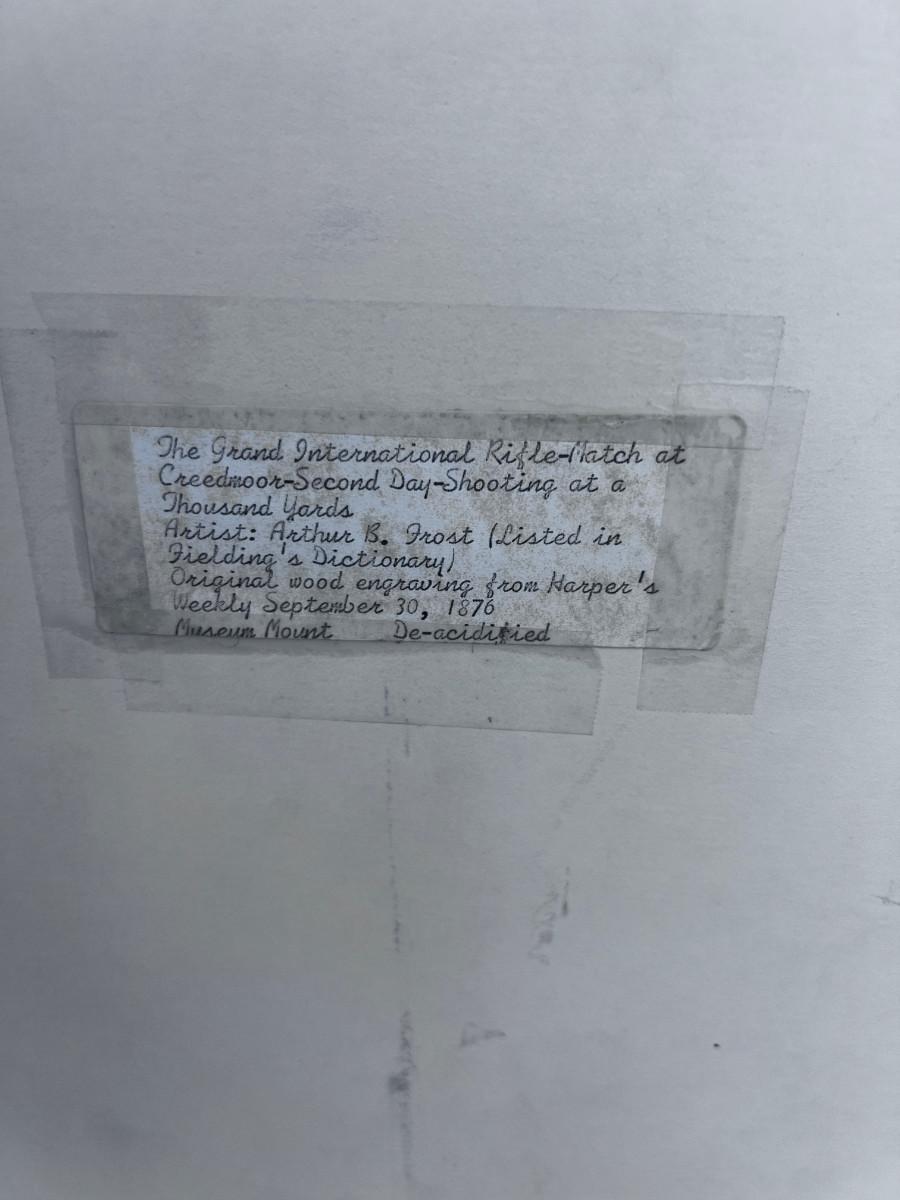 The Grand International Rifle-Match at
Creedmoor-Second Day-Shooting at a
Thousand Yards
Artist: Arthur B. Frost (Listed in
Fielding's Dictionary)
Original wood engraving from Harper's
Weekly September 30, 1876
Museum Mount De-acidified